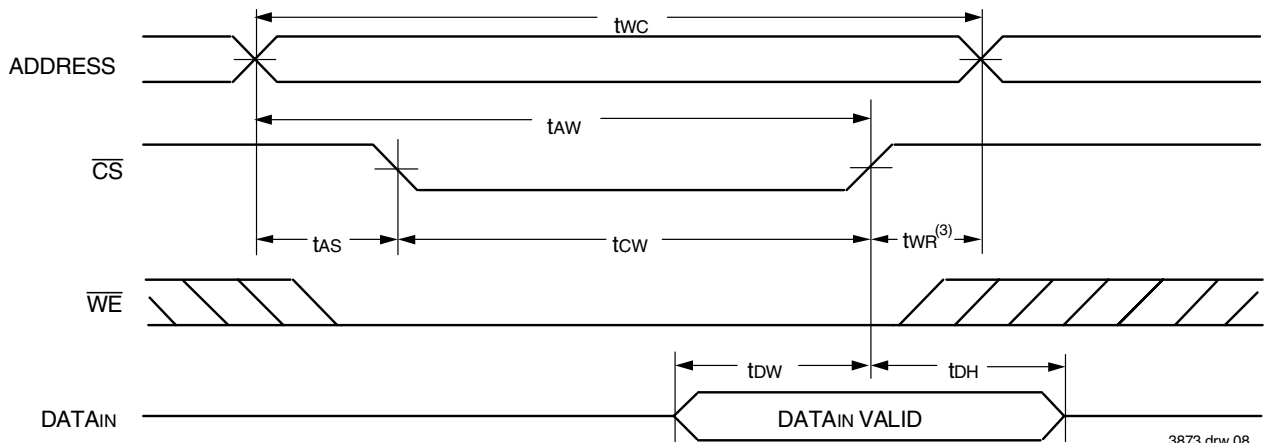 tWC
ADDRESS
tAW
CS
tAS
tCW
tWR(3)
WE
tDW
tDH
DATAIN
DATAIN VALID
3873 drw 08